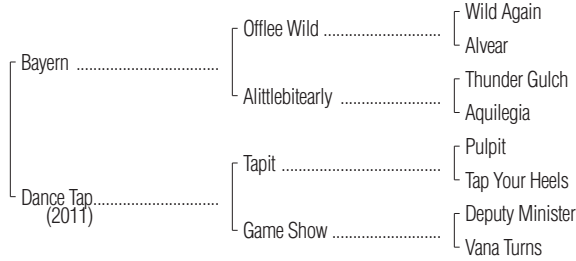 Wild Again
Offlee Wild
Alvear
Bayern
Thunder Gulch
Alittlebitearly
Aquilegia
Pulpit
Tapit
Tap Your Heels
Dance Tap
(2011)
Deputy Minister
Game Show
Vana Turns